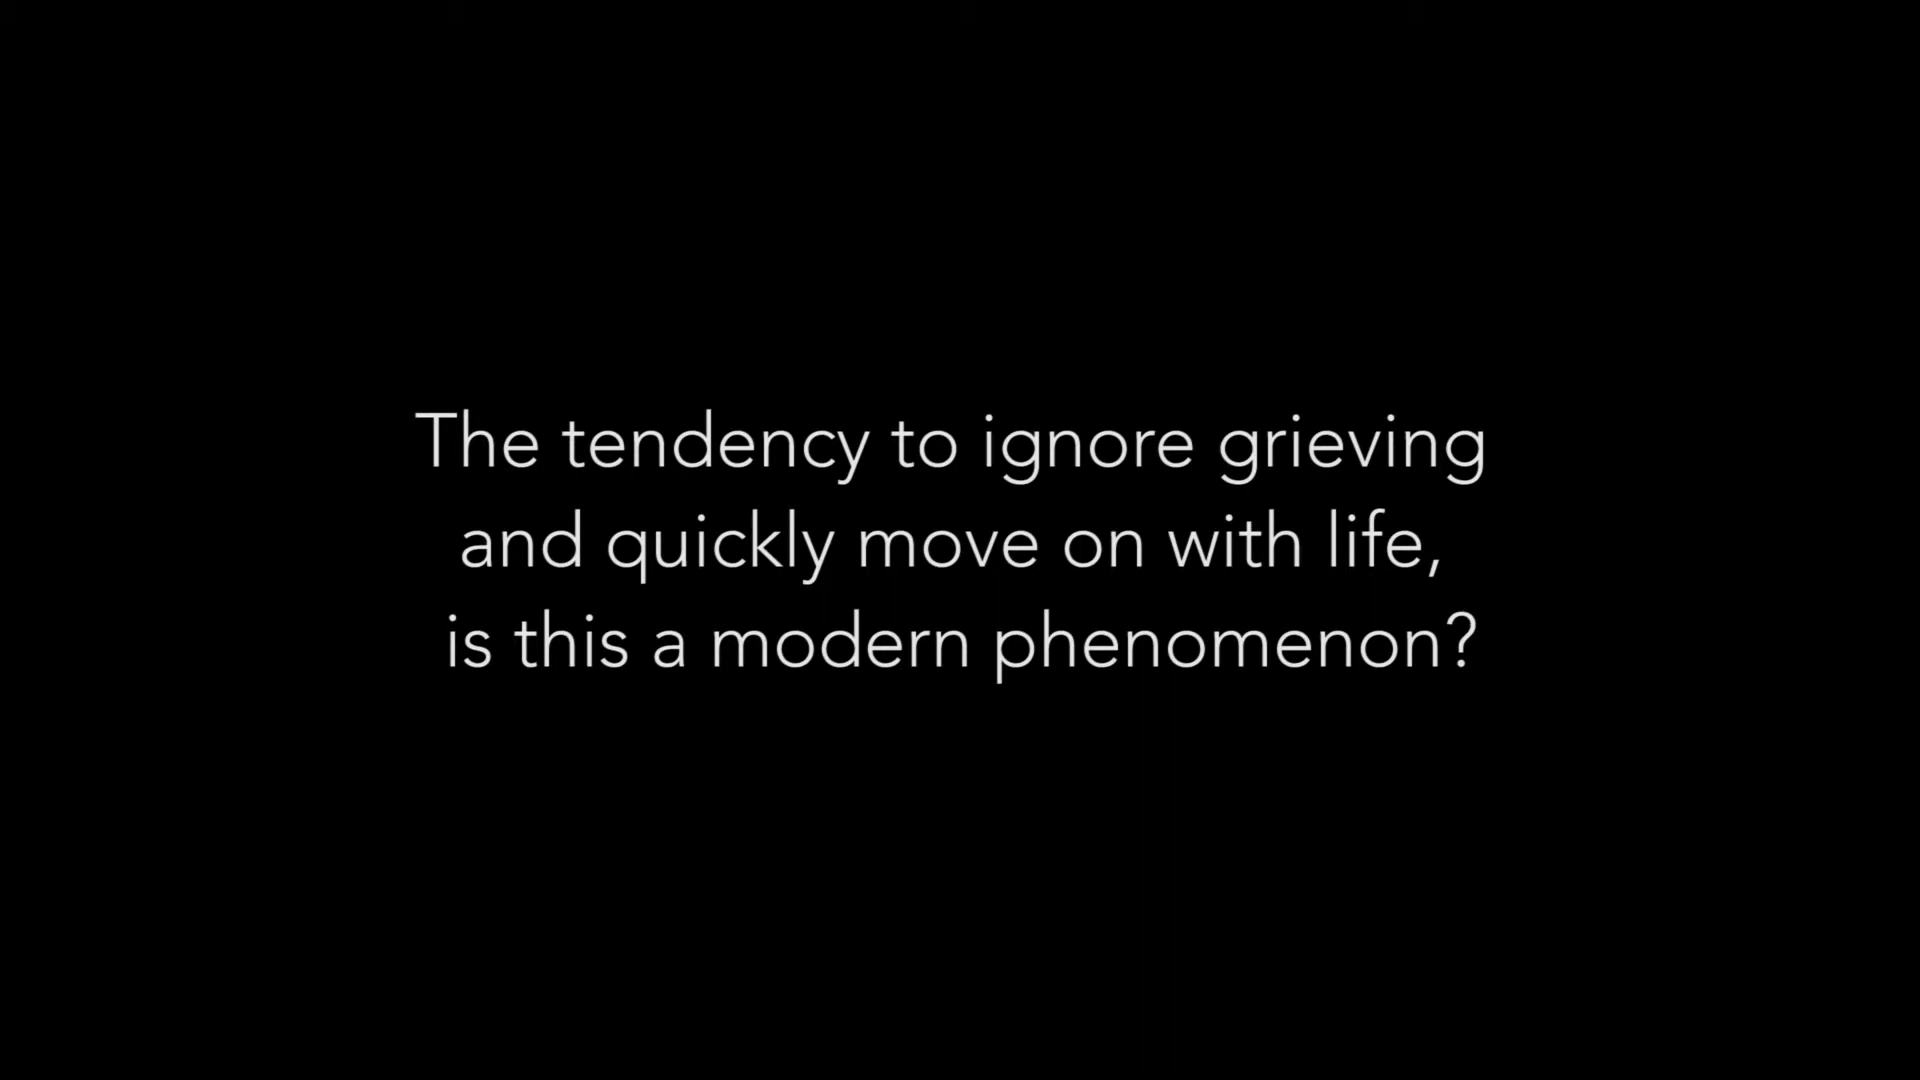 The tendency to ignore grieving
and quickly move on with life,
is this a modern phenomenon?